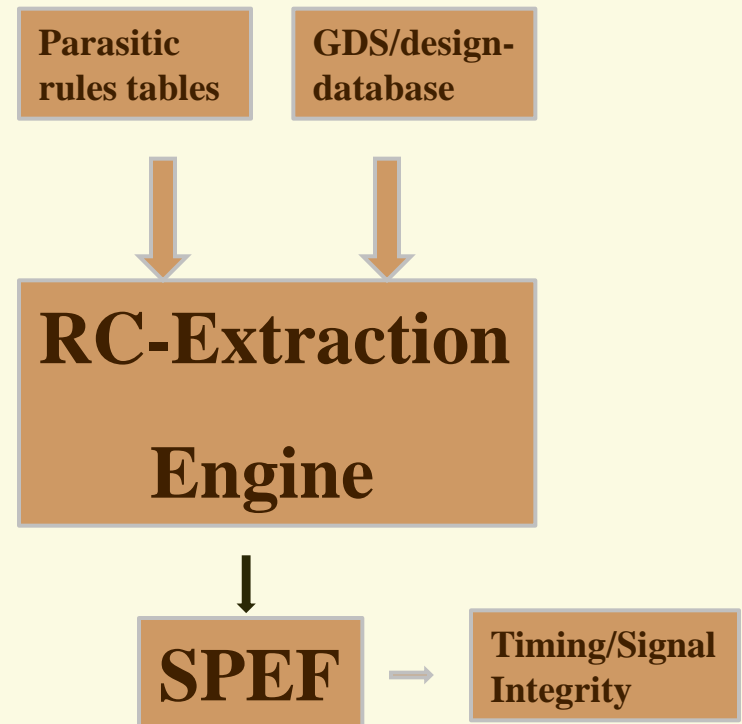 Parasitic
rules tables
GDS/design-
database
RC-Extraction
Engine
SPEF
Timing/Signal
Integrity